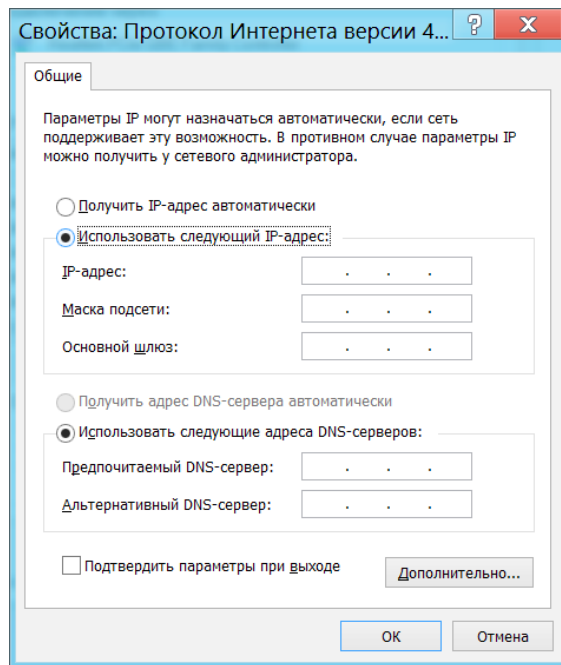 Свойства: Протокол Интернета версии 4...
Общие
Параметры IP могут назначаться автоматически, если сеть
поддерживает эту возможность. В противном случае параметры IP
можно получить у сетевого администратора.
Получить IP-адрес автоматически
Использовать следующий IP-адрес:
IP-адрес: . . .
Маска подсети: . . .
Основной шлюз: . . .
Получить адрес DNS-сервера автоматически
Использовать следующие адреса DNS-серверов:
Предпочитаемый DNS-сервер: . . .
Альтернативный DNS-сервер: . . .
Подтвердить параметры при выходе
Дополнительно...
ОК
Отмена